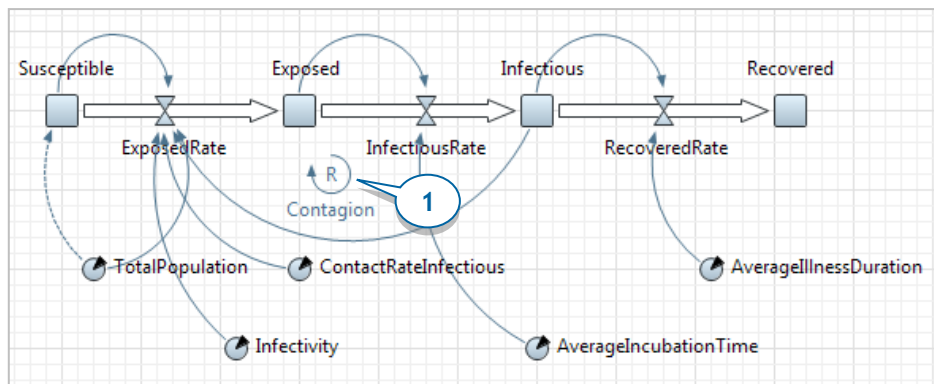 Susceptible Exposed Infectious Recovered
ExposedRate InfectiousRate RecoveredRate
R
1
Contagion
TotalPopulation ContactRateInfectious AverageIllnessDuration
Infectivity AverageIncubationTime